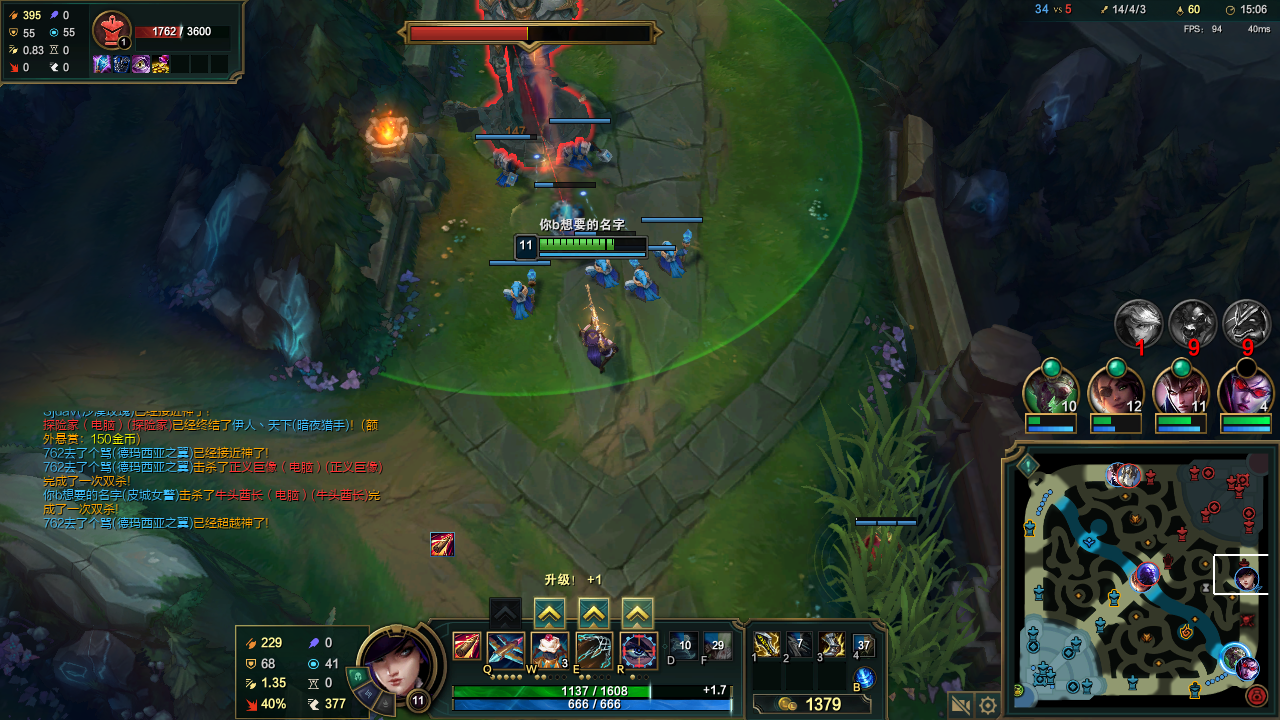 395 0
55 55
0.83 0
0 0
1
1762 / 3600
34 vs 5 14/4/3 60 15:06
FPS: 94 40ms
147
你b想要的名字
11
1 9 9
10 12 11 4
探险家（电脑）(探险家)已经终结了伊人丶天下(暗夜猎手)！(额
外悬赏：150金币)
762去了个骂(德玛西亚之翼)已经接近神了!
762去了个骂(德玛西亚之翼)击杀了正义巨像（电脑）(正义巨像)
完成了一次双杀!
你b想要的名字(皮城女警)击杀了牛头酋长（电脑）(牛头酋长)完
成了一次双杀!
762去了个骂(德玛西亚之翼)已经超越神了!
升级！ +1
229 0
68 41
1.35 0
40% 377
11
Q W 3 E R D 10 F 29
1137 / 1608 +1.7
666 / 666
1 2 7 3 4 37
B
1379